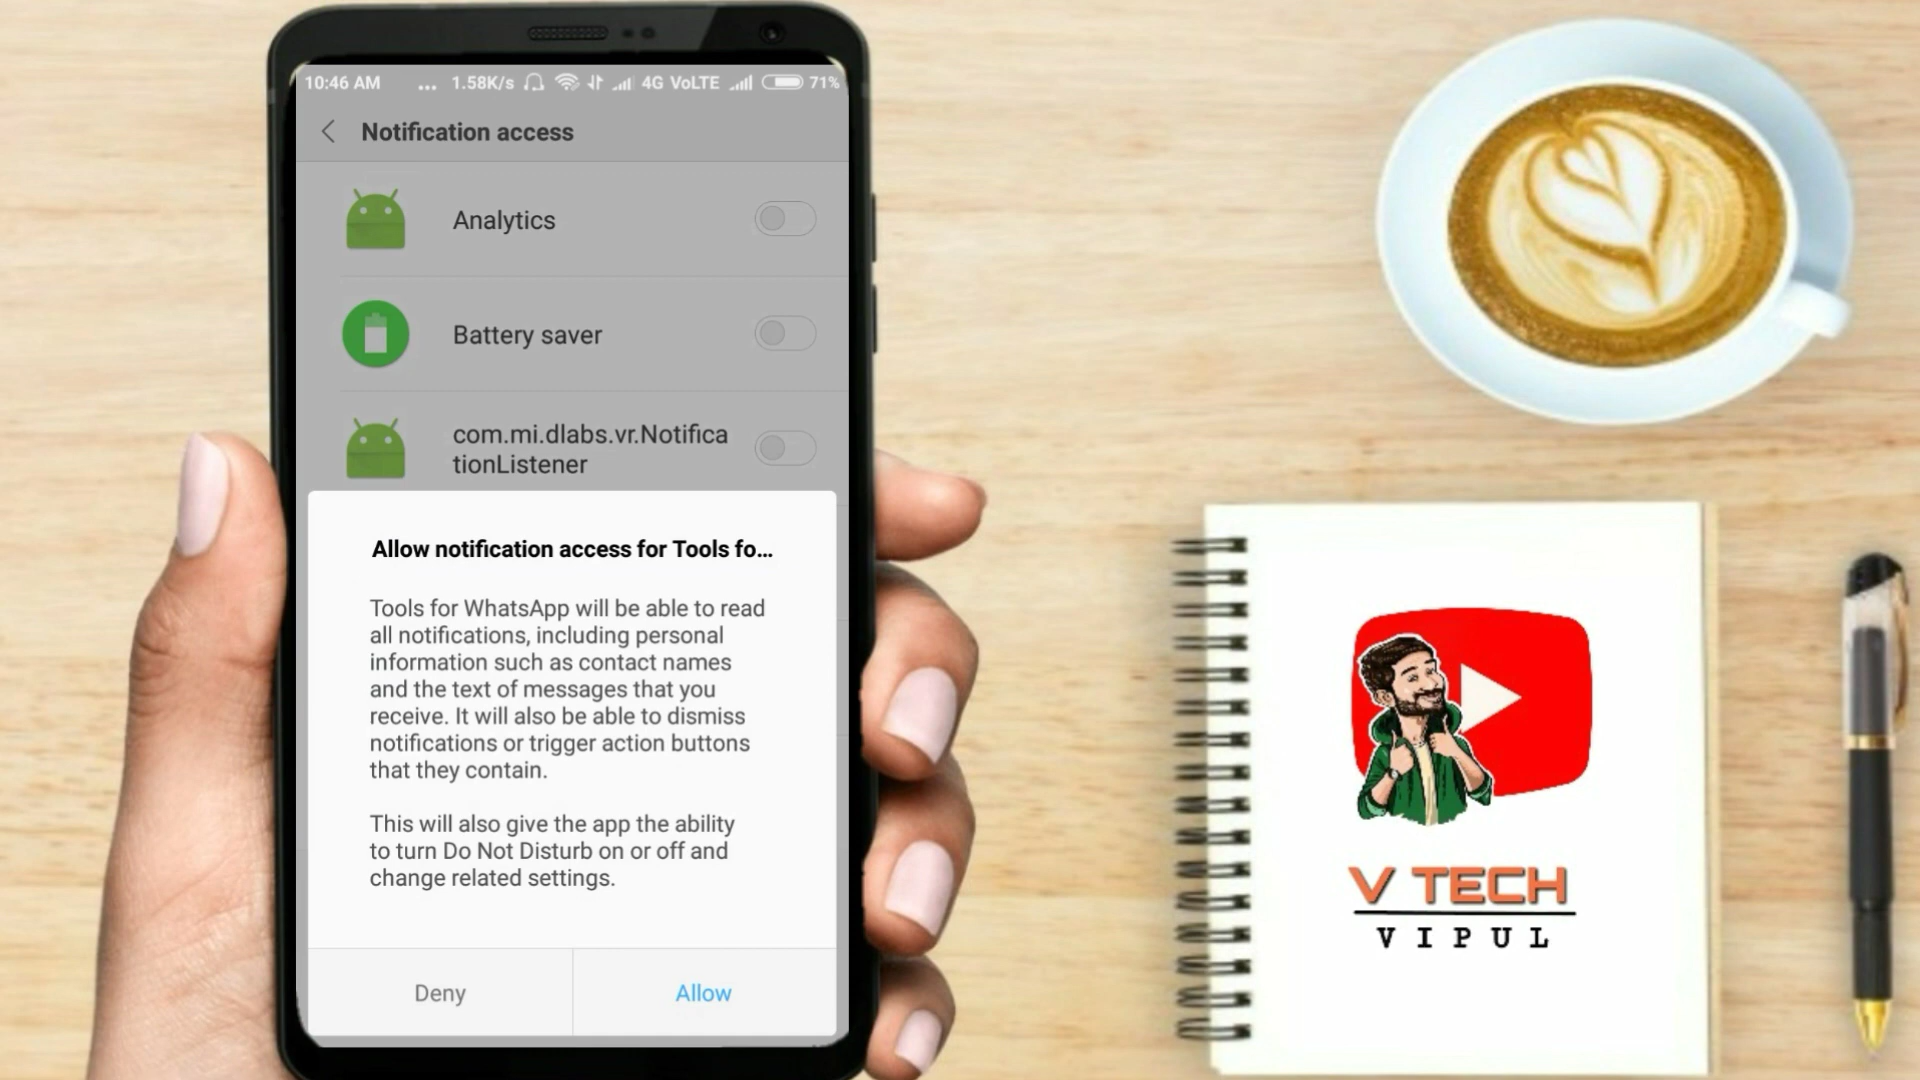 10:46 AM ... 1.58K/s 4G VoLTE 71%
Notification access
Analytics
Battery saver
com.mi.dlabs.vr.Notifica
tionListener
Allow notification access for Tools fo...
Tools for WhatsApp will be able to read
all notifications, including personal
information such as contact names
and the text of messages that you
receive. It will also be able to dismiss
notifications or trigger action buttons
that they contain.
This will also give the app the ability
to turn Do Not Disturb on or off and
change related settings.
Deny
Allow
V TECH
VIPUL